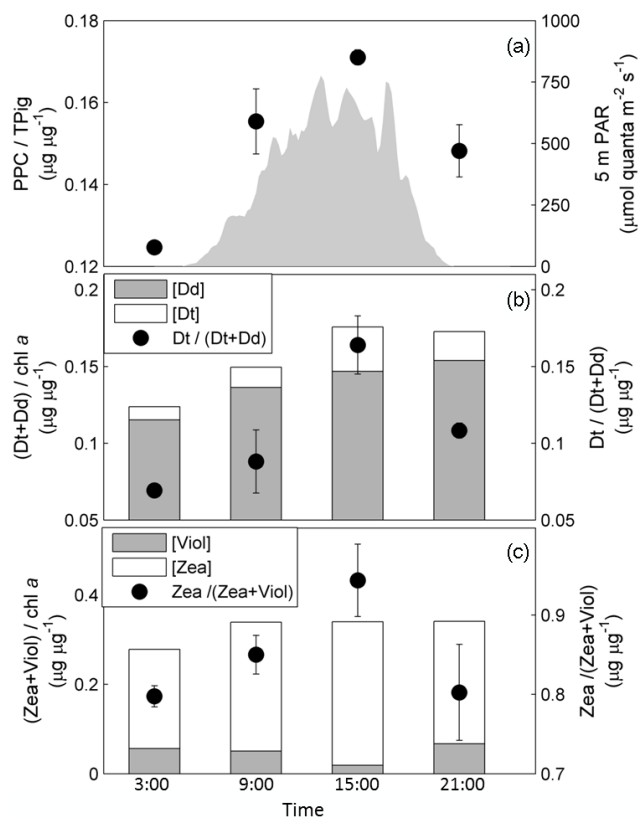 (a)
0.18
0.16
0.14
0.12
PPC / TPig
(µg µg⁻¹)
1000
750
500
250
0
5 m PAR
(µmol quanta m⁻² s⁻¹)
(b)
[Dd]
[Dt]
Dt / (Dt+Dd)
0.2
0.15
0.1
0.05
(Dt+Dd) / chl a
(µg µg⁻¹)
0.2
0.15
0.1
0.05
Dt / (Dt+Dd)
(µg µg⁻¹)
(c)
[Viol]
[Zea]
Zea /(Zea+Viol)
0.4
0.2
0
(Zea+Viol) / chl a
(µg µg⁻¹)
0.9
0.8
0.7
Zea /(Zea+Viol)
(µg µg⁻¹)
3:00 9:00 15:00 21:00
Time